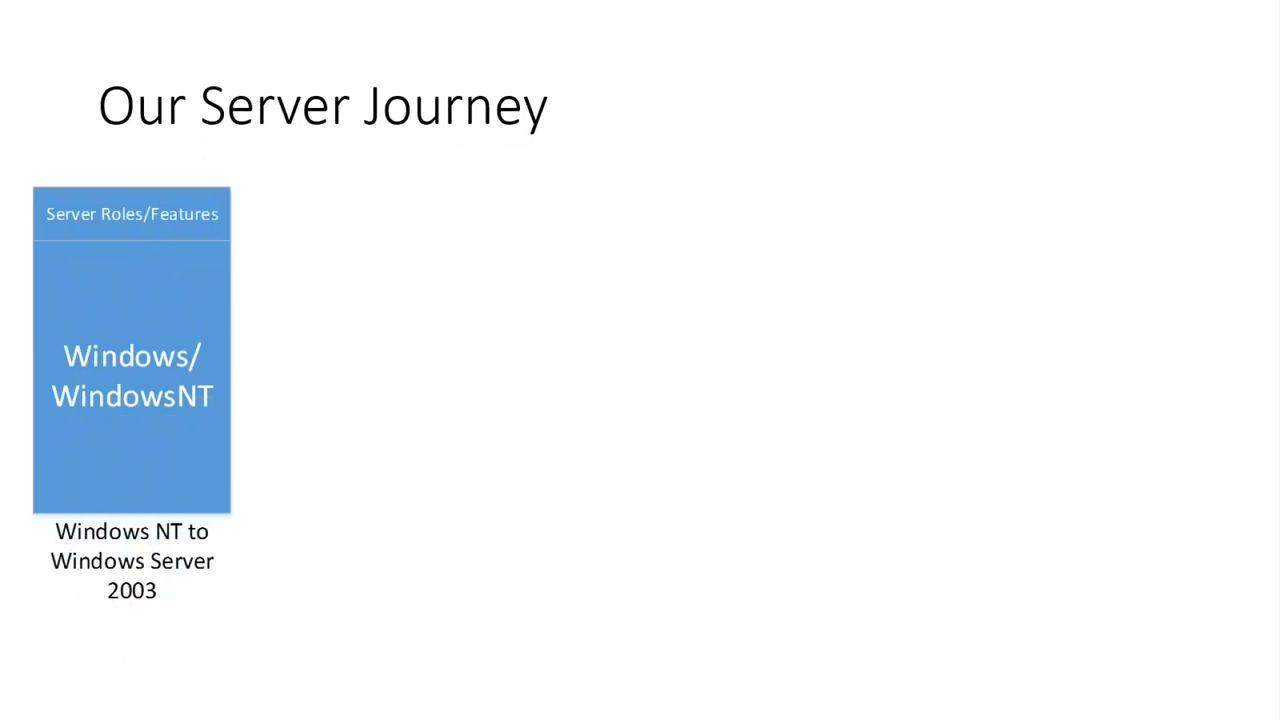 Our Server Journey
Server Roles/Features
Windows/
WindowsNT
Windows NT to
Windows Server
2003